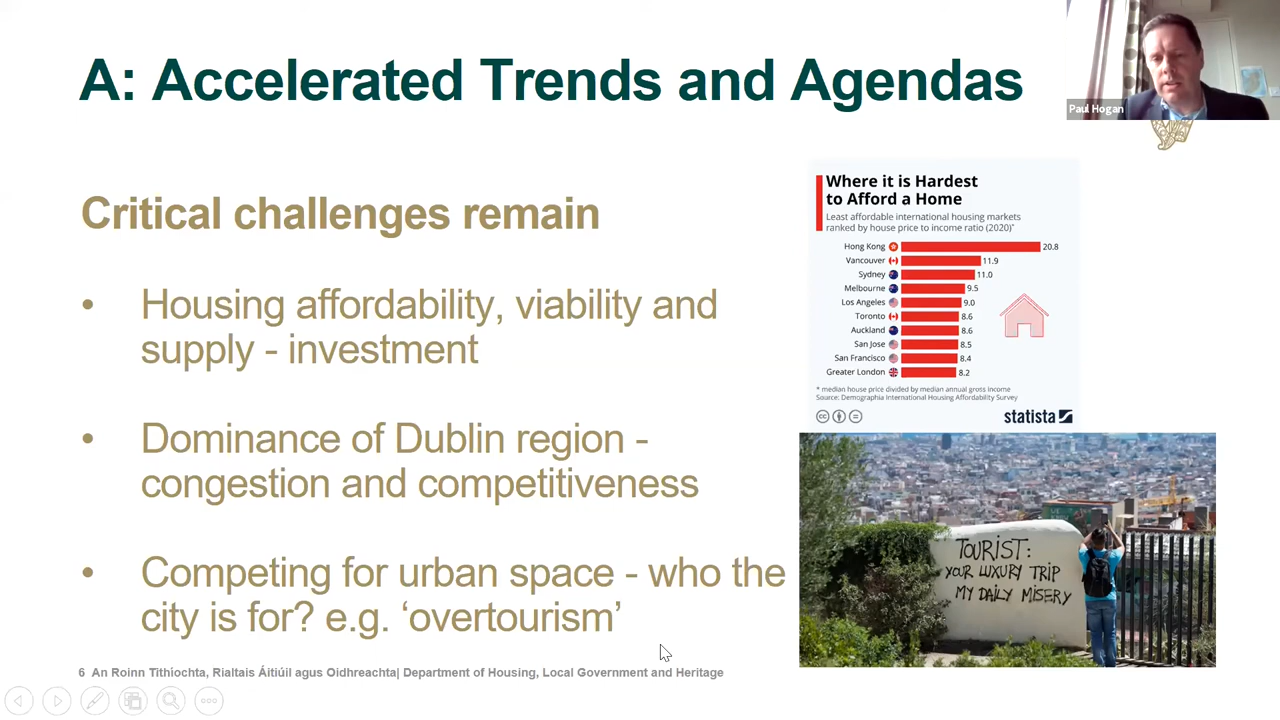 A: Accelerated Trends and Agendas
Paul Hogan
Critical challenges remain
• Housing affordability, viability and
supply - investment
• Dominance of Dublin region -
congestion and competitiveness
• Competing for urban space - who the
city is for? e.g. ‘overtourism’
Where it is Hardest
to Afford a Home
Least affordable international housing markets
ranked by house price to income ratio (2020)*
Hong Kong 20.8
Vancouver 11.9
Sydney 11.0
Melbourne 9.5
Los Angeles 9.0
Toronto 8.6
Auckland 8.6
San Jose 8.5
San Francisco 8.4
Greater London 8.2
* median house price divided by median annual gross income
Source: Demographia International Housing Affordability Survey
statista
TOURIST:
YOUR LUXURY TRIP
MY DAILY MISERY
6 An Roinn Tithíochta, Rialtais Áitiúil agus Oidhreachta| Department of Housing, Local Government and Heritage